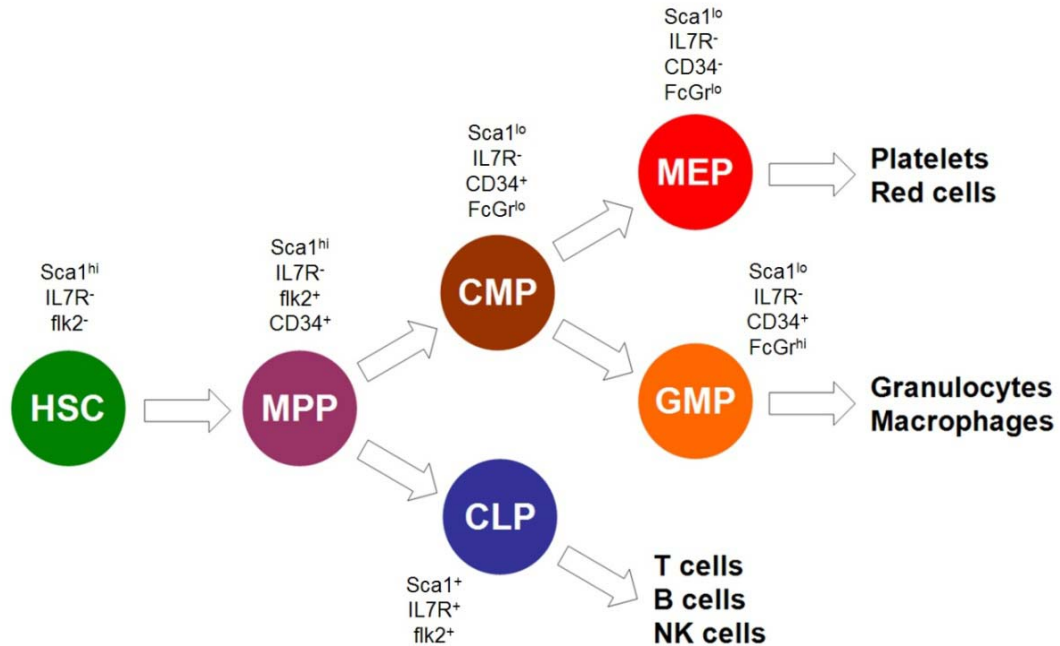 Sca1ˡᵒ
IL7R⁻
CD34⁻
FcGrˡᵒ
MEP
Platelets
Red cells
Sca1ˡᵒ
IL7R⁻
CD34⁺
FcGrˡᵒ
CMP
Sca1ʰⁱ
IL7R⁻
flk2⁻
HSC
Sca1ʰⁱ
IL7R⁻
flk2⁺
CD34⁺
MPP
Sca1ˡᵒ
IL7R⁻
CD34⁺
FcGrʰⁱ
GMP
Granulocytes
Macrophages
CLP
Sca1⁺
IL7R⁺
flk2⁺
T cells
B cells
NK cells